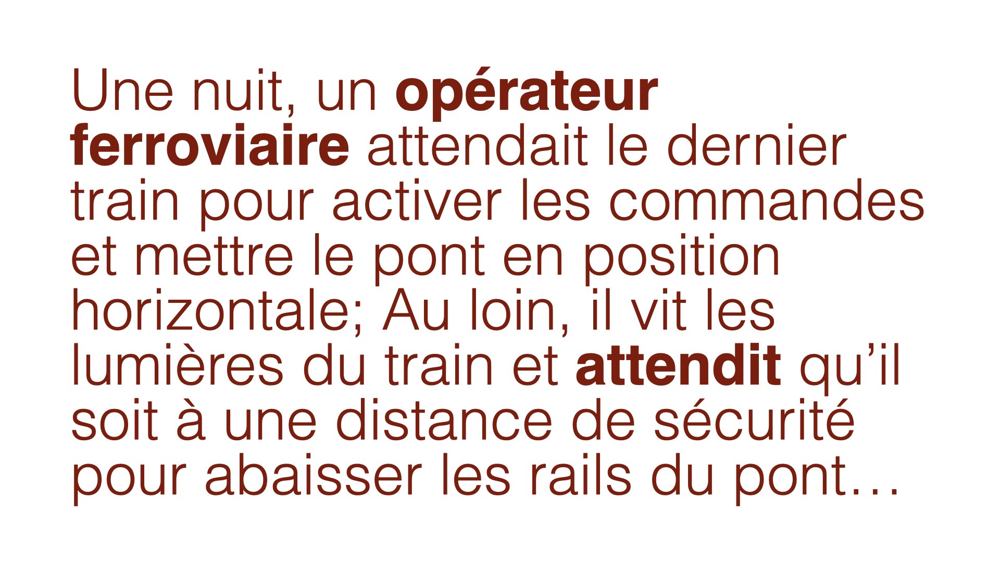 Une nuit, un opérateur
ferroviaire attendait le dernier
train pour activer les commandes
et mettre le pont en position
horizontale; Au loin, il vit les
lumières du train et attendit qu’il
soit à une distance de sécurité
pour abaisser les rails du pont…